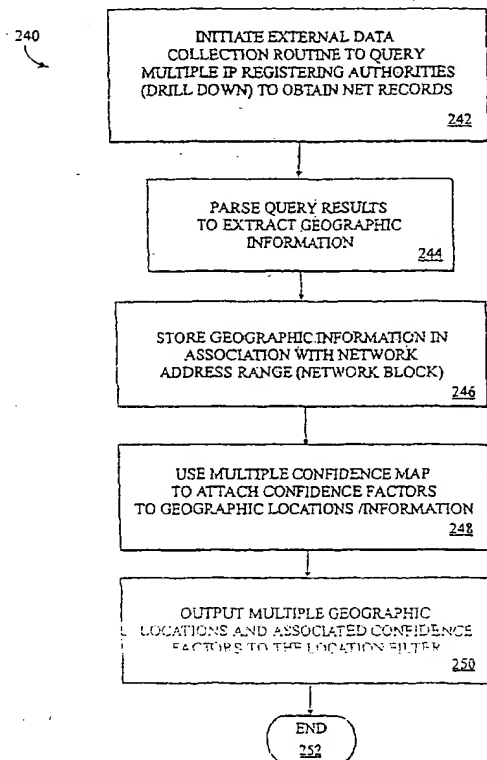 240
INITIATE EXTERNAL DATA
COLLECTION ROUTINE TO QUERY
MULTIPLE IP REGISTERING AUTHORITIES
(DRILL DOWN) TO OBTAIN NET RECORDS
242
PARSE QUERY RESULTS
TO EXTRACT GEOGRAPHIC
INFORMATION
244
STORE GEOGRAPHIC INFORMATION IN
ASSOCIATION WITH NETWORK
ADDRESS RANGE (NETWORK BLOCK)
246
USE MULTIPLE CONFIDENCE MAP
TO ATTACH CONFIDENCE FACTORS
TO GEOGRAPHIC LOCATIONS /INFORMATION
248
OUTPUT MULTIPLE GEOGRAPHIC
LOCATIONS AND ASSOCIATED CONFIDENCE
FACTORS TO THE LOCATION FILTER
250
END
252